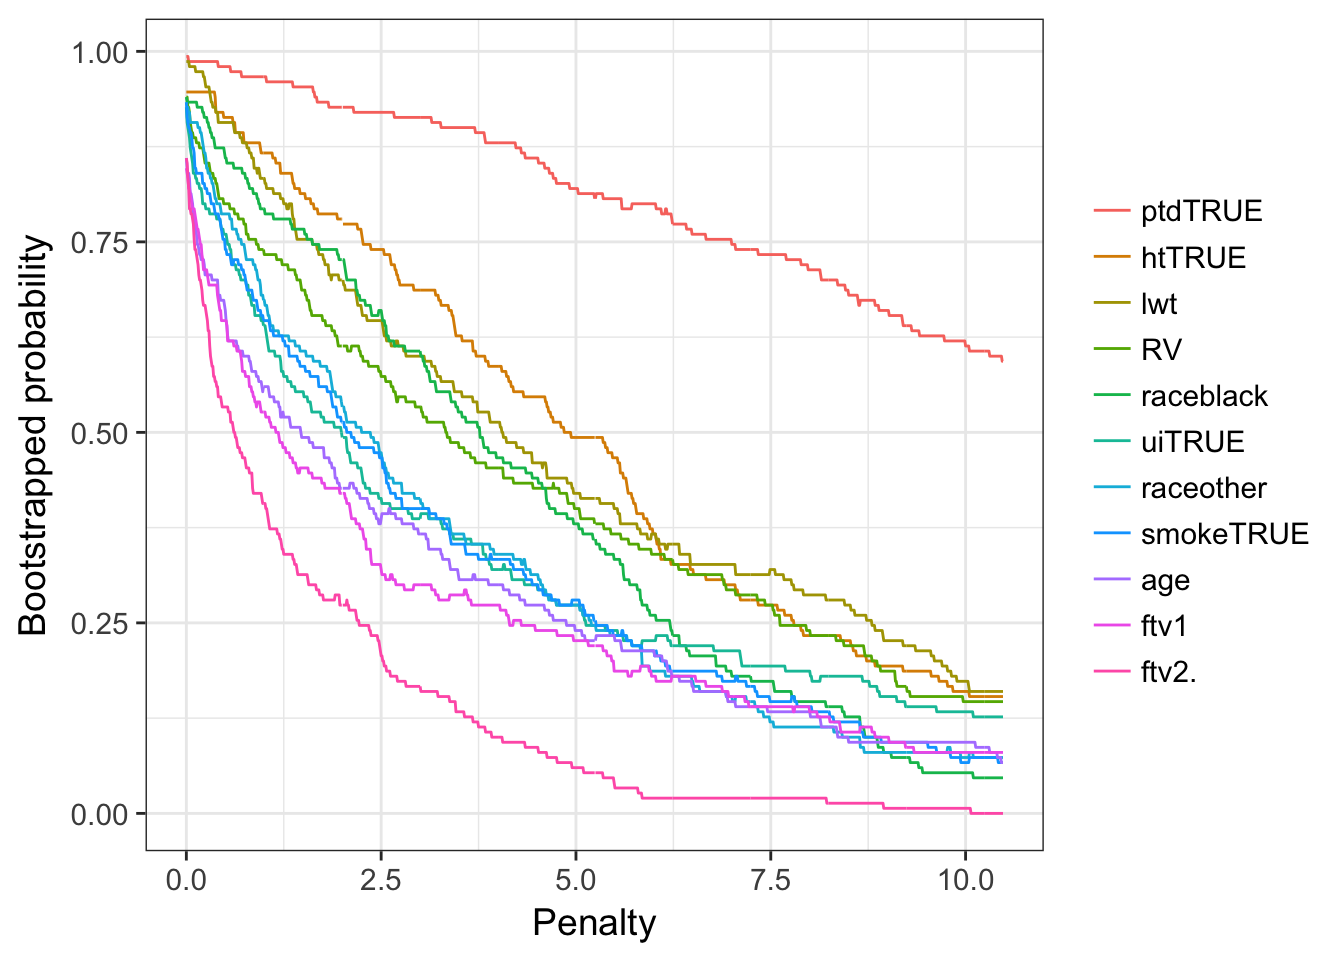 Bootstrapped probability
1.00
0.75
0.50
0.25
0.00
0.0 2.5 5.0 7.5 10.0
Penalty
ptdTRUE
htTRUE
lwt
RV
raceblack
uiTRUE
raceother
smokeTRUE
age
ftv1
ftv2.